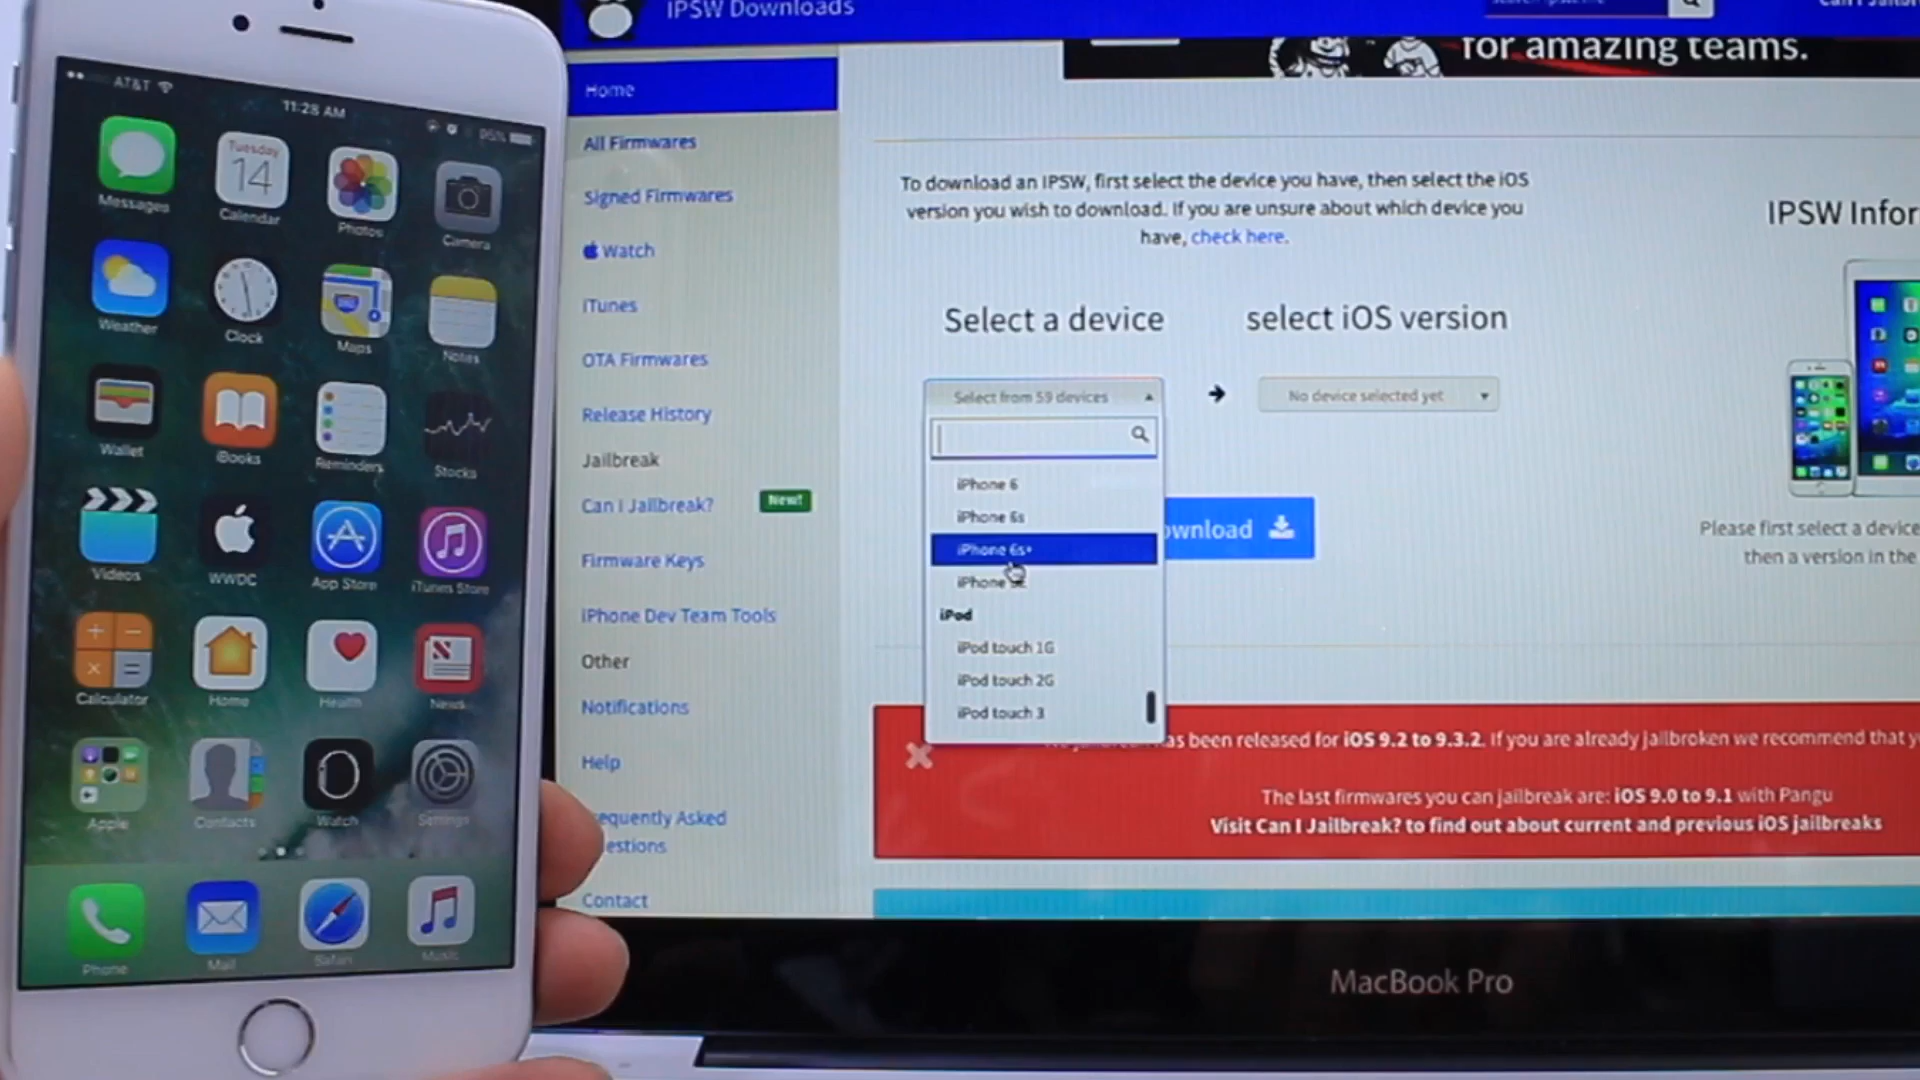 AT&T
11:28 AM
95%
Messages
Tuesday
14
Calendar
Photos
Camera
Weather
Clock
Maps
Notes
Wallet
iBooks
Reminders
Stocks
Videos
WWDC
App Store
iTunes Store
Calculator
Home
Health
News
Apple
Contacts
Watch
Settings
Phone
Mail
Safari
Music
IPSW Downloads
Home
All Firmwares
Signed Firmwares
Watch
iTunes
OTA Firmwares
Release History
Jailbreak
Can I Jailbreak?
New!
Firmware Keys
iPhone Dev Team Tools
Other
Notifications
Help
equently Asked
estions
Contact
for amazing teams.
To download an IPSW, first select the device you have, then select the iOS
version you wish to download. If you are unsure about which device you
have, check here.
Select a device
select iOS version
Select from 59 devices
No device selected yet
iPhone 6
iPhone 6s
iPhone 6s+
iPhone
iPod
iPod touch 1G
iPod touch 2G
iPod touch 3
ownload
IPSW Infor
Please first select a device
then a version in the
as been released for iOS 9.2 to 9.3.2. If you are already jailbroken we recommend that
The last firmwares you can jailbreak are: iOS 9.0 to 9.1 with Pangu
Visit Can I Jailbreak? to find out about current and previous iOS jailbreaks
MacBook Pro